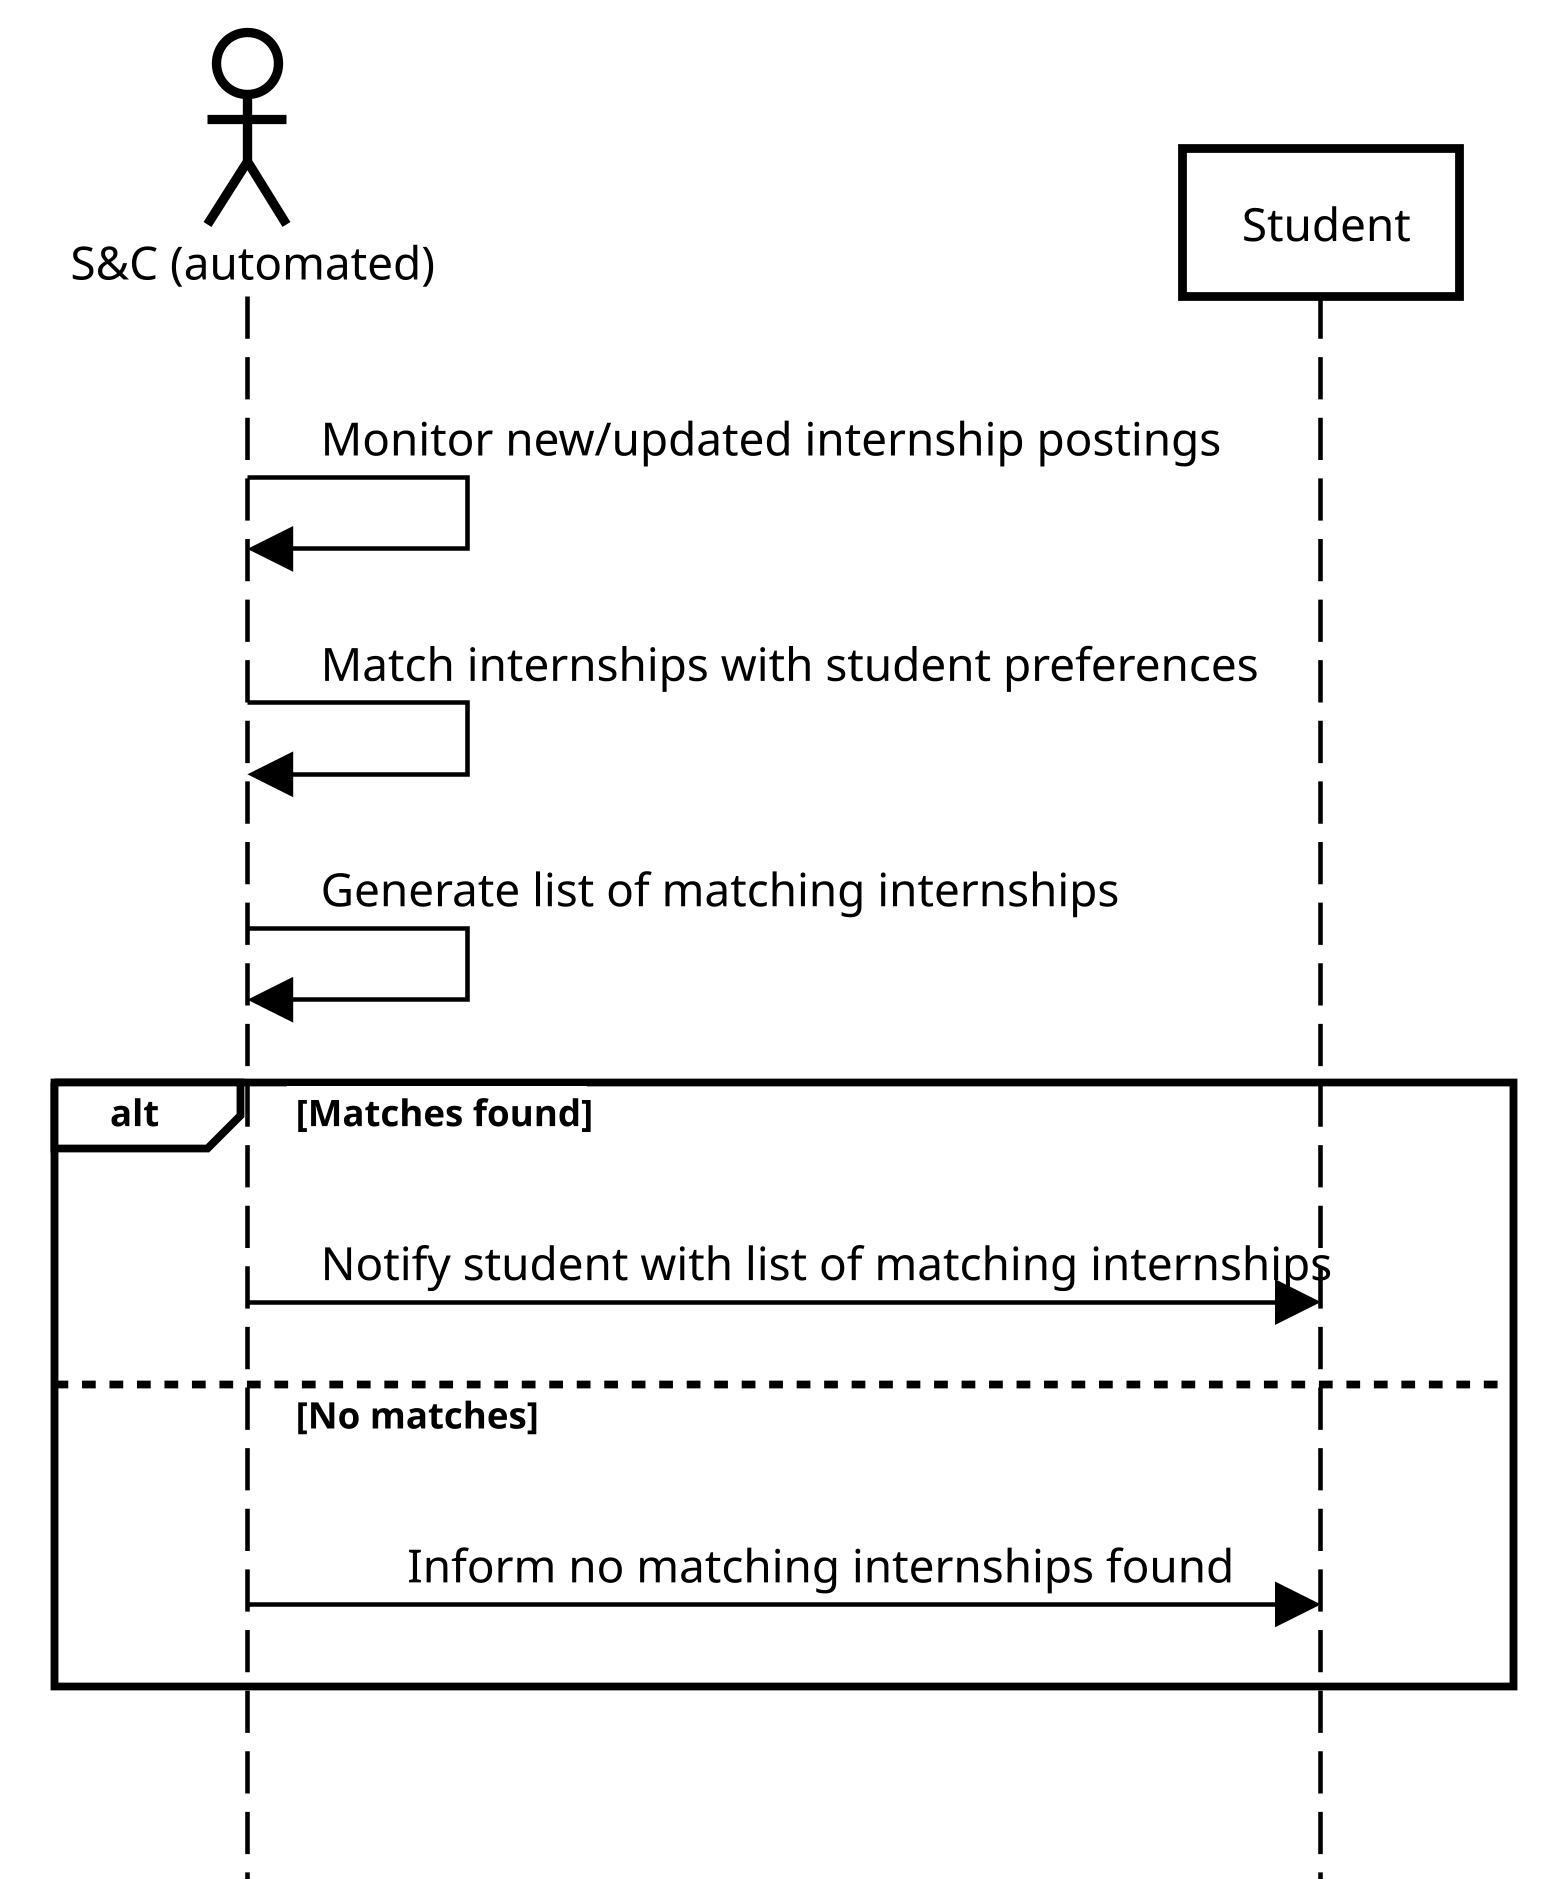 S&C (automated)
Student
Monitor new/updated internship postings
Match internships with student preferences
Generate list of matching internships
alt
[Matches found]
Notify student with list of matching internships
[No matches]
Inform no matching internships found